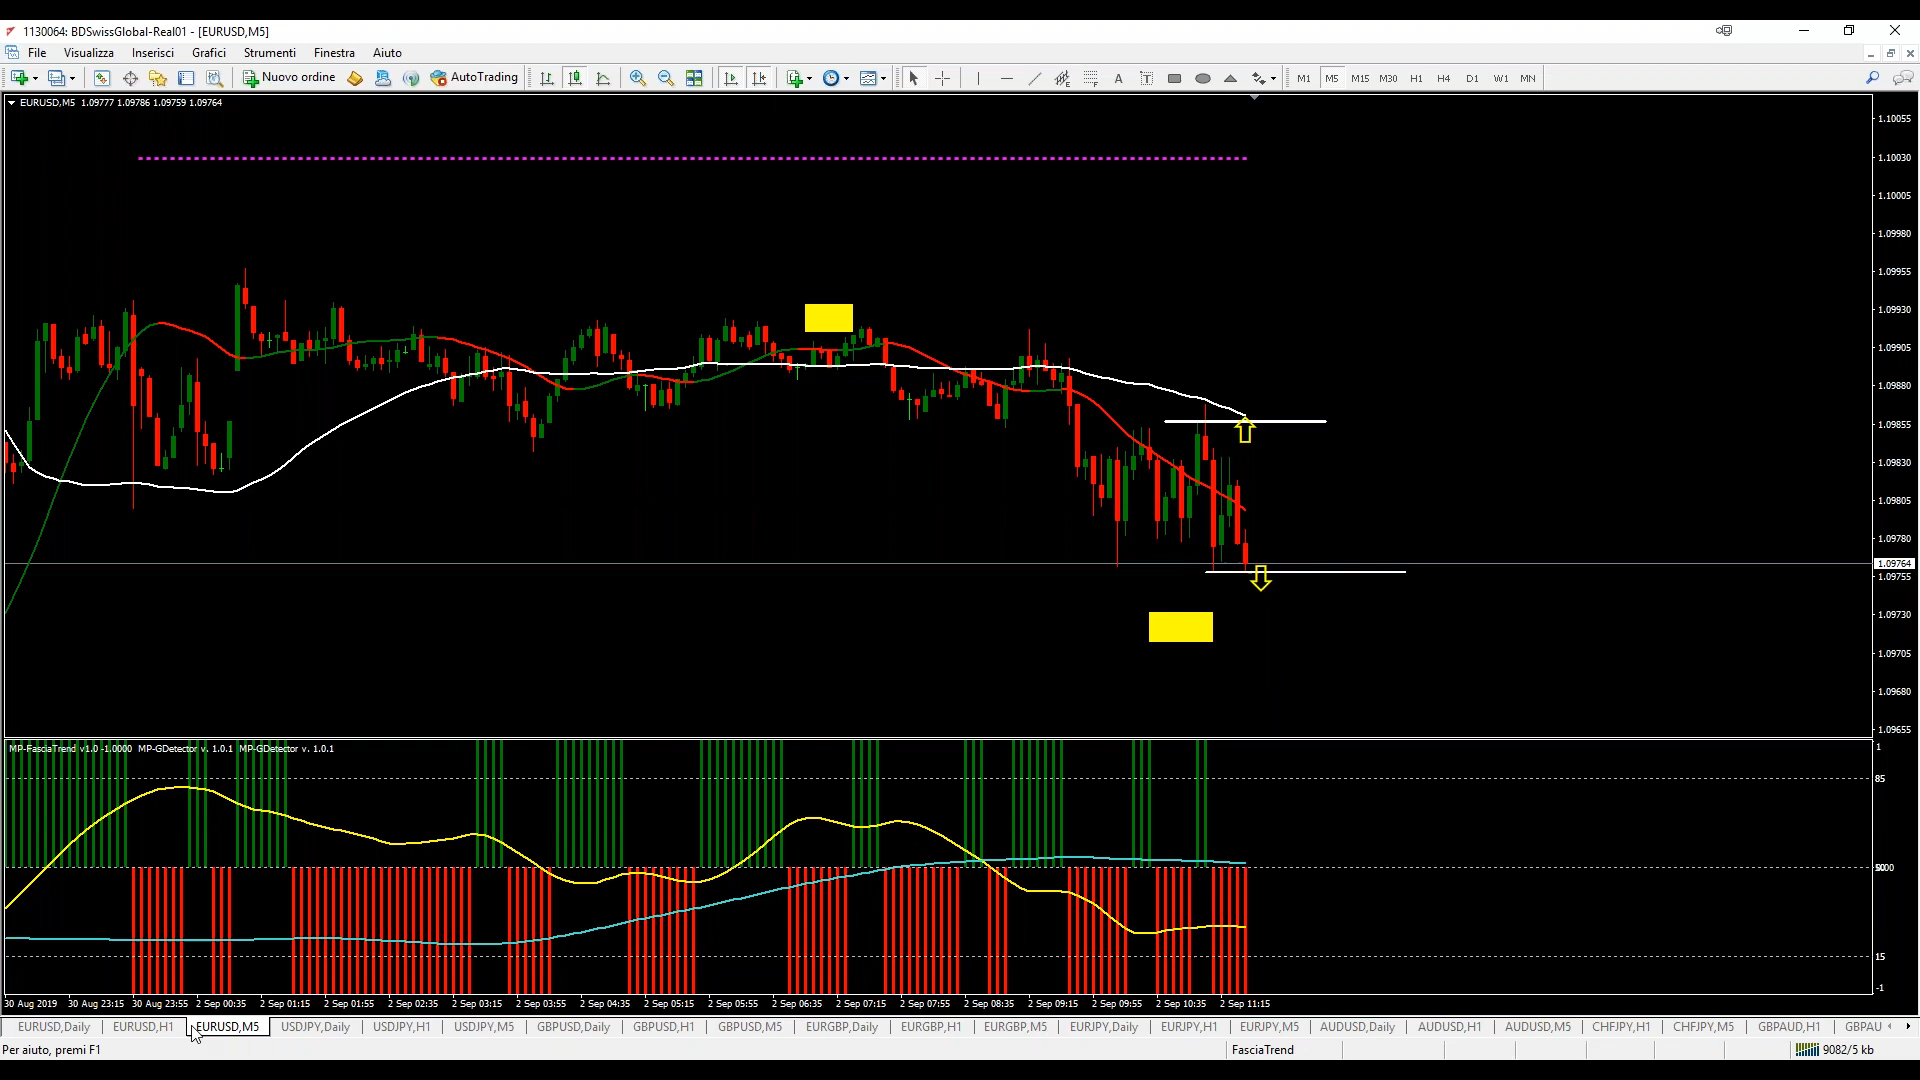 1130064: BDSwissGlobal-Real01 - [EURUSD,M5]
File Visualizza Inserisci Grafici Strumenti Finestra Aiuto
Nuovo ordine AutoTrading A T M1 M5 M15 M30 H1 H4 D1 W1 MN
EURUSD,M5 1.09777 1.09786 1.09759 1.09764
1.10055
1.10030
1.10005
1.09980
1.09955
1.09930
1.09905
1.09880
1.09855
1.09830
1.09805
1.09780
1.09764
1.09755
1.09730
1.09705
1.09680
1.09655
MP-FasciaTrend v1.0 -1.0000 MP-GDetector v. 1.0.1 MP-GDetector v. 1.0.1
1
85
15
-1
30 Aug 2019 30 Aug 23:15 30 Aug 23:55 2 Sep 00:35 2 Sep 01:15 2 Sep 01:55 2 Sep 02:35 2 Sep 03:15 2 Sep 03:55 2 Sep 04:35 2 Sep 05:15 2 Sep 05:55 2 Sep 06:35 2 Sep 07:15 2 Sep 07:55 2 Sep 08:35 2 Sep 09:15 2 Sep 09:55 2 Sep 10:35 2 Sep 11:15
EURUSD,Daily EURUSD,H1 EURUSD,M5 USDJPY,Daily USDJPY,H1 USDJPY,M5 GBPUSD,Daily GBPUSD,H1 GBPUSD,M5 EURGBP,Daily EURGBP,H1 EURGBP,M5 EURJPY,Daily EURJPY,H1 EURJPY,M5 AUDUSD,Daily AUDUSD,H1 AUDUSD,M5 CHFJPY,H1 CHFJPY,M5 GBPAUD,H1 GBPAU
Per aiuto, premi F1 FasciaTrend 9082/5 kb